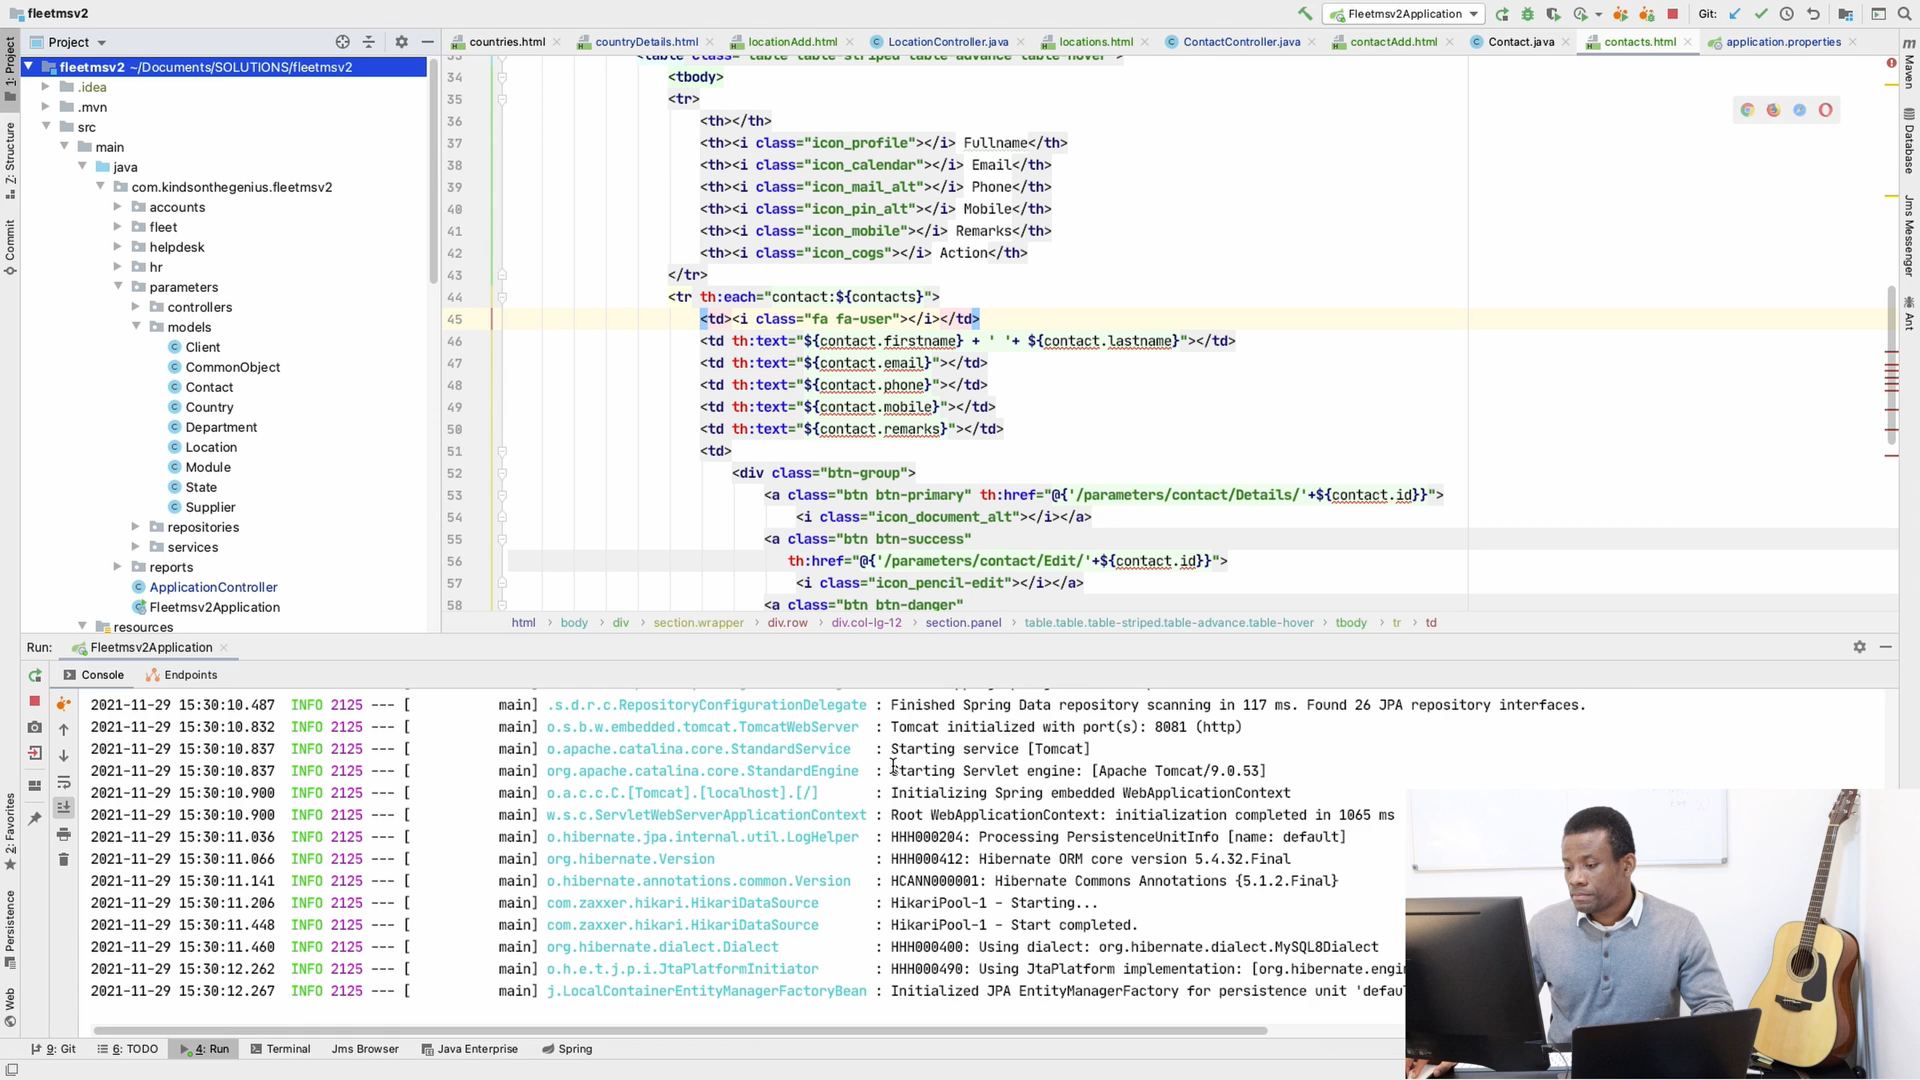 fleetmsv2
Fleetmsv2Application
Git:
Project
countries.html
countryDetails.html
locationAdd.html
LocationController.java
locations.html
ContactController.java
contactAdd.html
Contact.java
contacts.html
application.properties
1: Project
Z: Structure
Commit
2: Favorites
Persistence
Web
Maven
Database
Jms Messenger
Ant
fleetmsv2 ~/Documents/SOLUTIONS/fleetmsv2
.idea
.mvn
src
main
java
com.kindsonthegenius.fleetmsv2
accounts
fleet
helpdesk
hr
parameters
controllers
models
Client
CommonObject
Contact
Country
Department
Location
Module
State
Supplier
repositories
services
reports
ApplicationController
Fleetmsv2Application
resources
<table class="table table-striped table-advance table-hover">
34 <tbody>
35 <tr>
36 <th></th>
37 <th><i class="icon_profile"></i> Fullname</th>
38 <th><i class="icon_calendar"></i> Email</th>
39 <th><i class="icon_mail_alt"></i> Phone</th>
40 <th><i class="icon_pin_alt"></i> Mobile</th>
41 <th><i class="icon_mobile"></i> Remarks</th>
42 <th><i class="icon_cogs"></i> Action</th>
43 </tr>
44 <tr th:each="contact:${contacts}">
45 <td><i class="fa fa-user"></i></td>
46 <td th:text="${contact.firstname} + ' '+ ${contact.lastname}"></td>
47 <td th:text="${contact.email}"></td>
48 <td th:text="${contact.phone}"></td>
49 <td th:text="${contact.mobile}"></td>
50 <td th:text="${contact.remarks}"></td>
51 <td>
52 <div class="btn-group">
53 <a class="btn btn-primary" th:href="@{'/parameters/contact/Details/'+${contact.id}}">
54 <i class="icon_document_alt"></i></a>
55 <a class="btn btn-success"
56 th:href="@{'/parameters/contact/Edit/'+${contact.id}}">
57 <i class="icon_pencil-edit"></i></a>
58 <a class="btn btn-danger"
html body div section.wrapper div.row div.col-lg-12 section.panel table.table.table-striped.table-advance.table-hover tbody tr td
Run: Fleetmsv2Application
Console Endpoints
2021-11-29 15:30:10.487 INFO 2125 --- [ main] .s.d.r.c.RepositoryConfigurationDelegate : Finished Spring Data repository scanning in 117 ms. Found 26 JPA repository interfaces.
2021-11-29 15:30:10.832 INFO 2125 --- [ main] o.s.b.w.embedded.tomcat.TomcatWebServer : Tomcat initialized with port(s): 8081 (http)
2021-11-29 15:30:10.837 INFO 2125 --- [ main] o.apache.catalina.core.StandardService : Starting service [Tomcat]
2021-11-29 15:30:10.837 INFO 2125 --- [ main] org.apache.catalina.core.StandardEngine : Starting Servlet engine: [Apache Tomcat/9.0.53]
2021-11-29 15:30:10.900 INFO 2125 --- [ main] o.a.c.c.C.[Tomcat].[localhost].[/] : Initializing Spring embedded WebApplicationContext
2021-11-29 15:30:10.900 INFO 2125 --- [ main] w.s.c.ServletWebServerApplicationContext : Root WebApplicationContext: initialization completed in 1065 ms
2021-11-29 15:30:11.036 INFO 2125 --- [ main] o.hibernate.jpa.internal.util.LogHelper : HHH000204: Processing PersistenceUnitInfo [name: default]
2021-11-29 15:30:11.066 INFO 2125 --- [ main] org.hibernate.Version : HHH000412: Hibernate ORM core version 5.4.32.Final
2021-11-29 15:30:11.141 INFO 2125 --- [ main] o.hibernate.annotations.common.Version : HCANN000001: Hibernate Commons Annotations {5.1.2.Final}
2021-11-29 15:30:11.206 INFO 2125 --- [ main] com.zaxxer.hikari.HikariDataSource : HikariPool-1 - Starting...
2021-11-29 15:30:11.448 INFO 2125 --- [ main] com.zaxxer.hikari.HikariDataSource : HikariPool-1 - Start completed.
2021-11-29 15:30:11.460 INFO 2125 --- [ main] org.hibernate.dialect.Dialect : HHH000400: Using dialect: org.hibernate.dialect.MySQL8Dialect
2021-11-29 15:30:12.262 INFO 2125 --- [ main] o.h.e.t.j.p.i.JtaPlatformInitiator : HHH000490: Using JtaPlatform implementation: [org.hibernate.engin
2021-11-29 15:30:12.267 INFO 2125 --- [ main] j.LocalContainerEntityManagerFactoryBean : Initialized JPA EntityManagerFactory for persistence unit 'defau
9: Git 6: TODO 4: Run Terminal Jms Browser Java Enterprise Spring